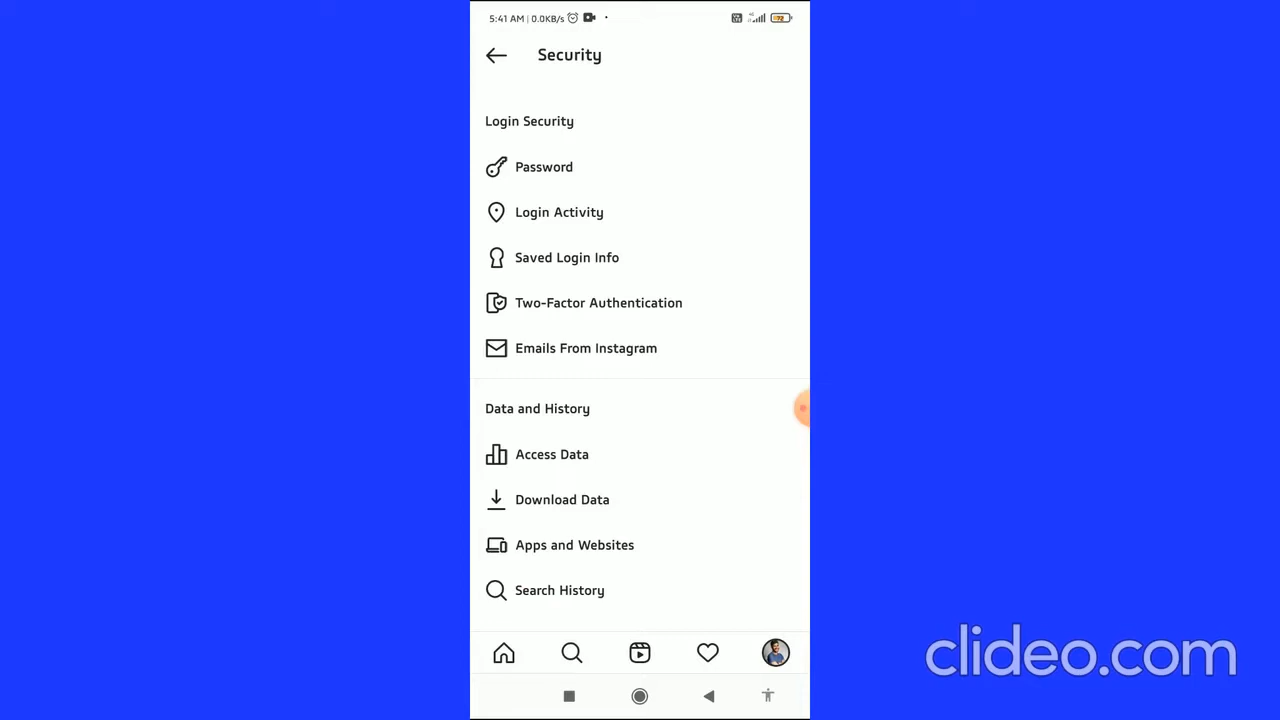 5:41 AM | 0.0KB/s
72
Security
Login Security
Password
Login Activity
Saved Login Info
Two-Factor Authentication
Emails From Instagram
Data and History
Access Data
Download Data
Apps and Websites
Search History
clideo.com